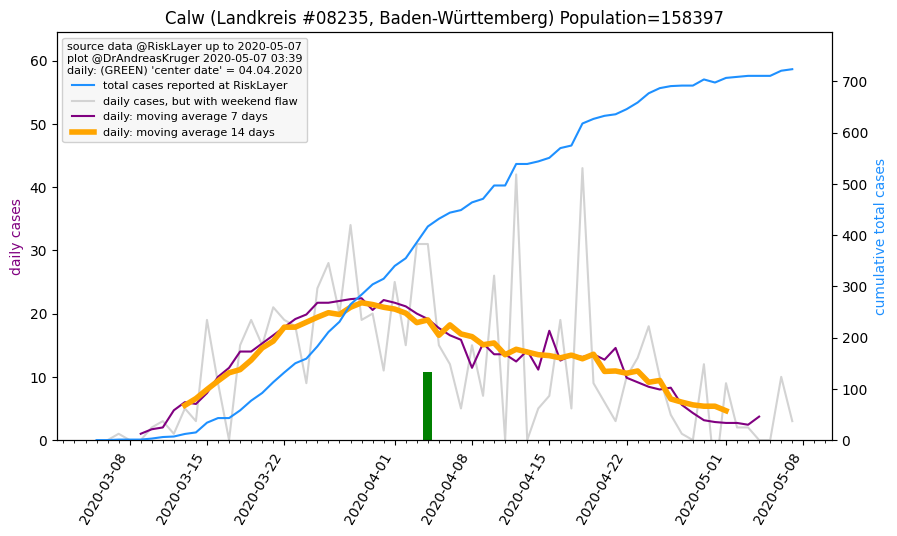 Calw (Landkreis #08235, Baden-Württemberg) Population=158397
source data @RiskLayer up to 2020-05-07
plot @DrAndreasKruger 2020-05-07 03:39
daily: (GREEN) 'center date' = 04.04.2020
total cases reported at RiskLayer
daily cases, but with weekend flaw
daily: moving average 7 days
daily: moving average 14 days
daily cases
60
50
40
30
20
10
0
cumulative total cases
700
600
500
400
300
200
100
0
2020-03-08
2020-03-15
2020-03-22
2020-04-01
2020-04-08
2020-04-15
2020-04-22
2020-05-01
2020-05-08